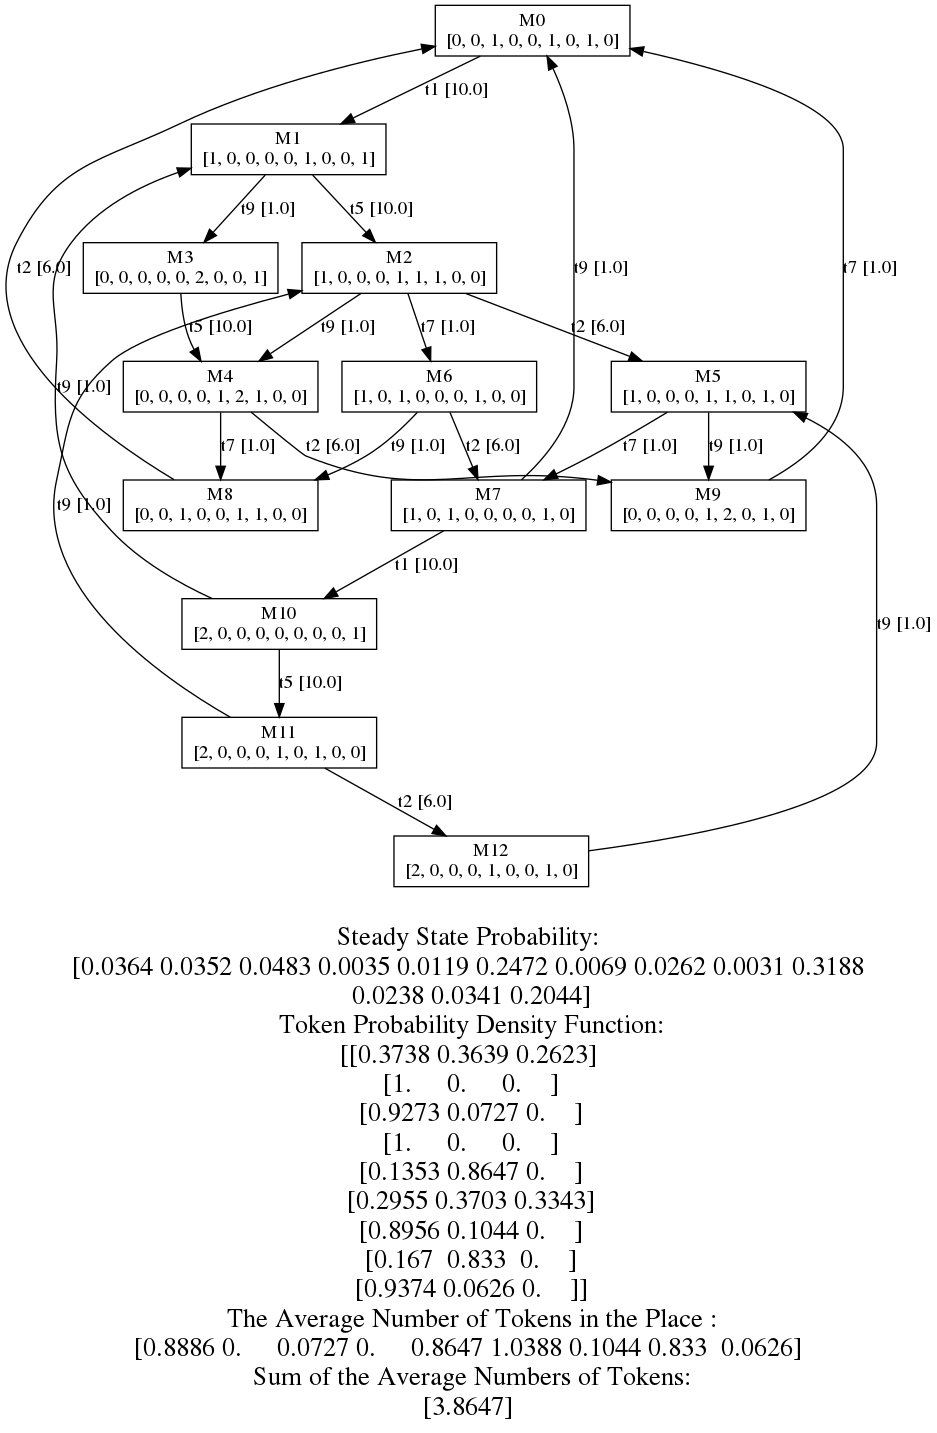 M0
[0, 0, 1, 0, 0, 1, 0, 1, 0]
t1 [10.0]
M1
[1, 0, 0, 0, 0, 1, 0, 0, 1]
t9 [1.0]
t5 [10.0]
M3
[0, 0, 0, 0, 0, 2, 0, 0, 1]
M2
[1, 0, 0, 0, 1, 1, 1, 0, 0]
t2 [6.0]
t9 [1.0]
t7 [1.0]
t5 [10.0]
t9 [1.0]
t7 [1.0]
t2 [6.0]
M4
[0, 0, 0, 0, 1, 2, 1, 0, 0]
M6
[1, 0, 1, 0, 0, 0, 1, 0, 0]
M5
[1, 0, 0, 0, 1, 1, 0, 1, 0]
t9 [1.0]
t7 [1.0]
t2 [6.0]
t9 [1.0]
t2 [6.0]
t7 [1.0]
t9 [1.0]
M8
[0, 0, 1, 0, 0, 1, 1, 0, 0]
M7
[1, 0, 1, 0, 0, 0, 0, 1, 0]
M9
[0, 0, 0, 0, 1, 2, 0, 1, 0]
t9 [1.0]
t1 [10.0]
M10
[2, 0, 0, 0, 0, 0, 0, 0, 1]
t9 [1.0]
t5 [10.0]
M11
[2, 0, 0, 0, 1, 0, 1, 0, 0]
t2 [6.0]
M12
[2, 0, 0, 0, 1, 0, 0, 1, 0]
Steady State Probability:
[0.0364 0.0352 0.0483 0.0035 0.0119 0.2472 0.0069 0.0262 0.0031 0.3188
0.0238 0.0341 0.2044]
Token Probability Density Function:
[[0.3738 0.3639 0.2623]
[1. 0. 0. ]
[0.9273 0.0727 0. ]
[1. 0. 0. ]
[0.1353 0.8647 0. ]
[0.2955 0.3703 0.3343]
[0.8956 0.1044 0. ]
[0.167 0.833 0. ]
[0.9374 0.0626 0. ]]
The Average Number of Tokens in the Place :
[0.8886 0. 0.0727 0. 0.8647 1.0388 0.1044 0.833 0.0626]
Sum of the Average Numbers of Tokens:
[3.8647]